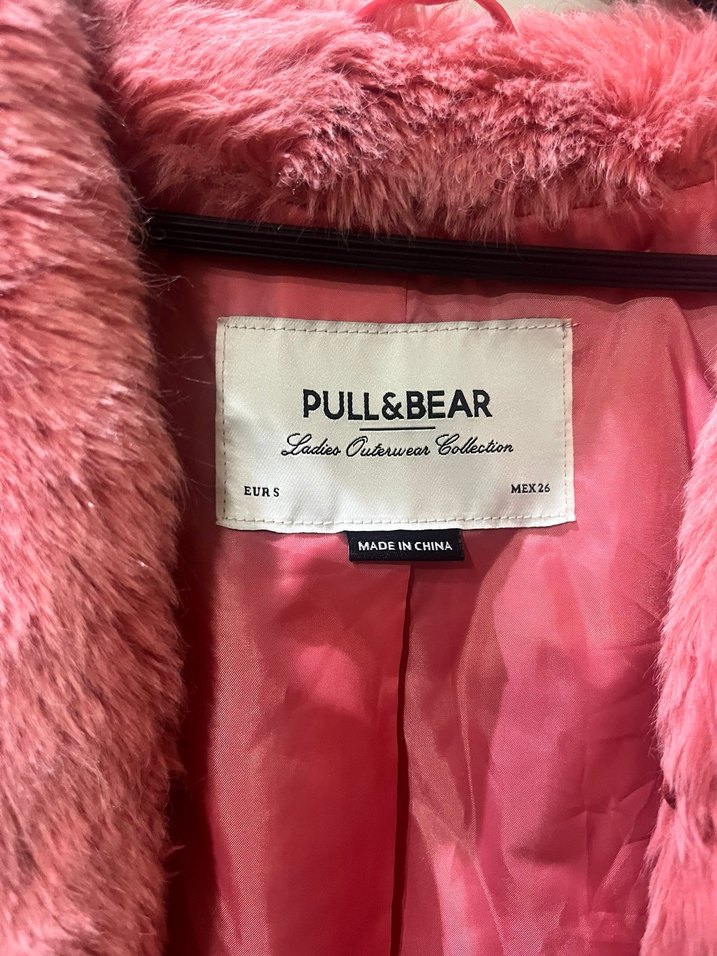 PULL&BEAR
Ladies Outerwear Collection
EUR S MEX 26
MADE IN CHINA